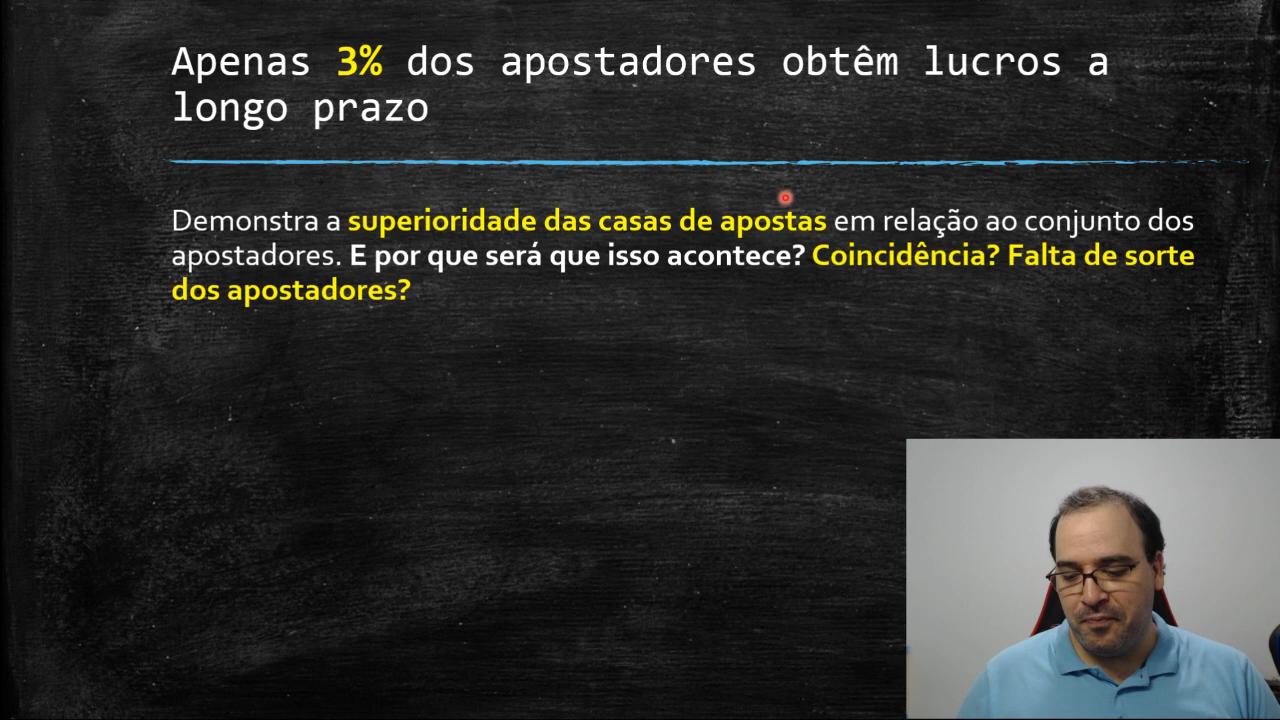 Apenas 3% dos apostadores obtêm lucros a
longo prazo
Demonstra a superioridade das casas de apostas em relação ao conjunto dos
apostadores. E por que será que isso acontece? Coincidência? Falta de sorte
dos apostadores?